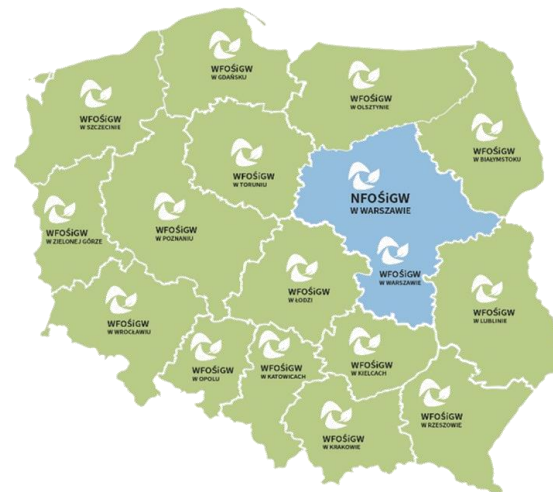 WFOŚiGW
W GDAŃSKU
WFOŚiGW
W OLSZTYNIE
WFOŚiGW
W SZCZECINIE
WFOŚiGW
W BIAŁYMSTOKU
WFOŚiGW
W TORUNIU
NFOŚiGW
W WARSZAWIE
WFOŚiGW
W ZIELONEJ GÓRZE
WFOŚiGW
W POZNANIU
WFOŚiGW
W WARSZAWIE
WFOŚiGW
W ŁODZI
WFOŚiGW
W LUBLINIE
WFOŚiGW
W WROCŁAWIU
WFOŚiGW
W OPOLU
WFOŚiGW
W KATOWICACH
WFOŚiGW
W KIELCACH
WFOŚiGW
W KRAKOWIE
WFOŚiGW
W RZESZOWIE